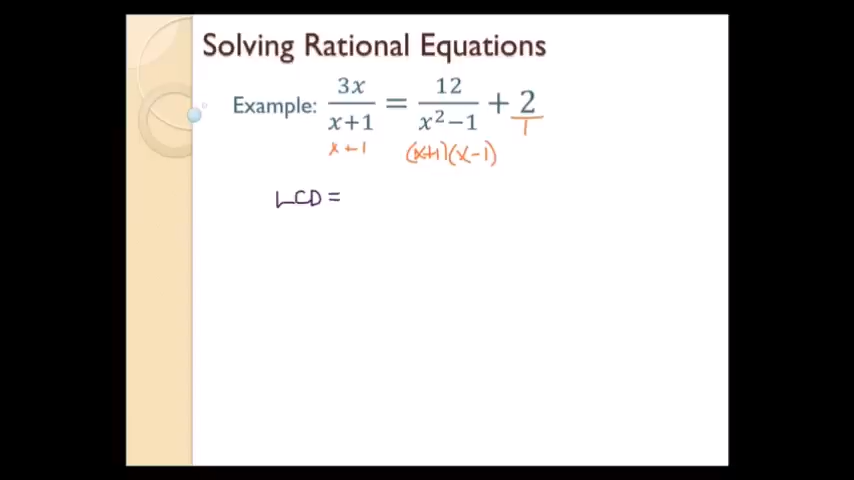 Solving Rational Equations
Example: 3x/(x+1) = 12/(x²−1) + 2/1
x+1 (x+1)(x-1)
LCD =